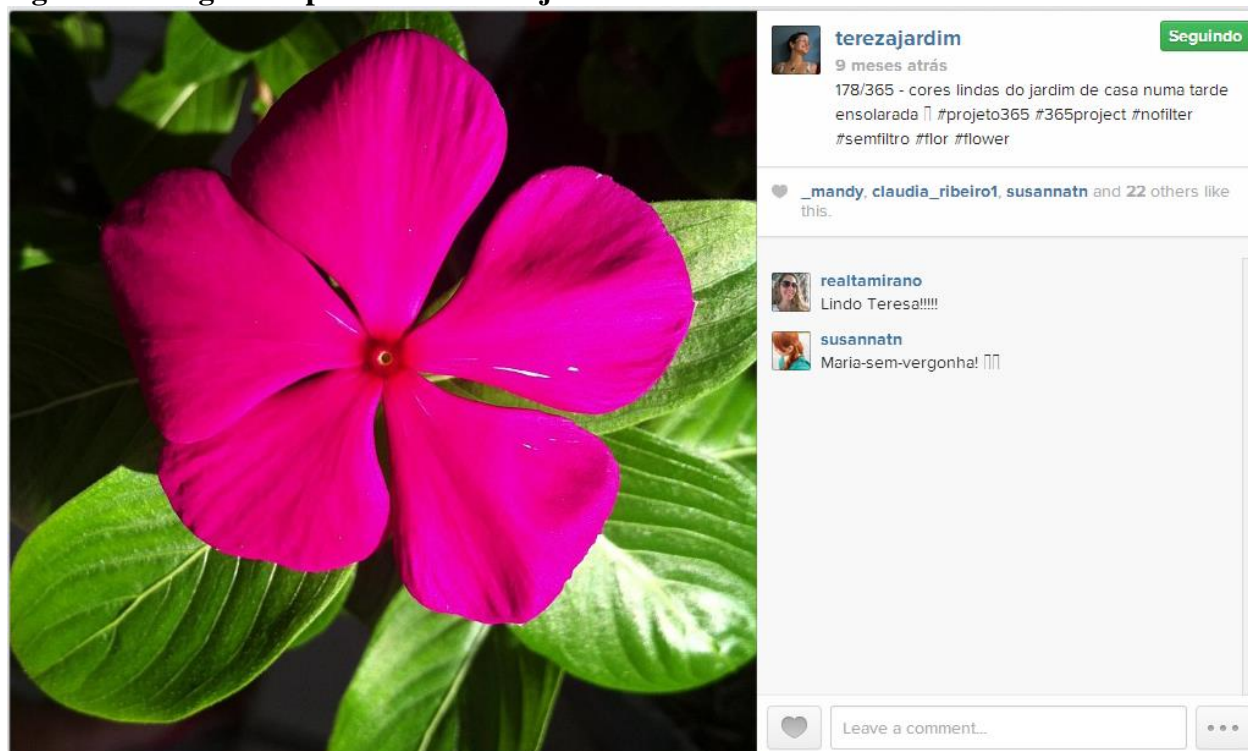 terezajardim
Seguindo
9 meses atrás
178/365 - cores lindas do jardim de casa numa tarde
ensolarada #projeto365 #365project #nofilter
#semfiltro #flor #flower
_mandy, claudia_ribeiro1, susannatn and 22 others like
this.
realtamirano
Lindo Teresa!!!!!
susannatn
Maria-sem-vergonha!
Leave a comment...